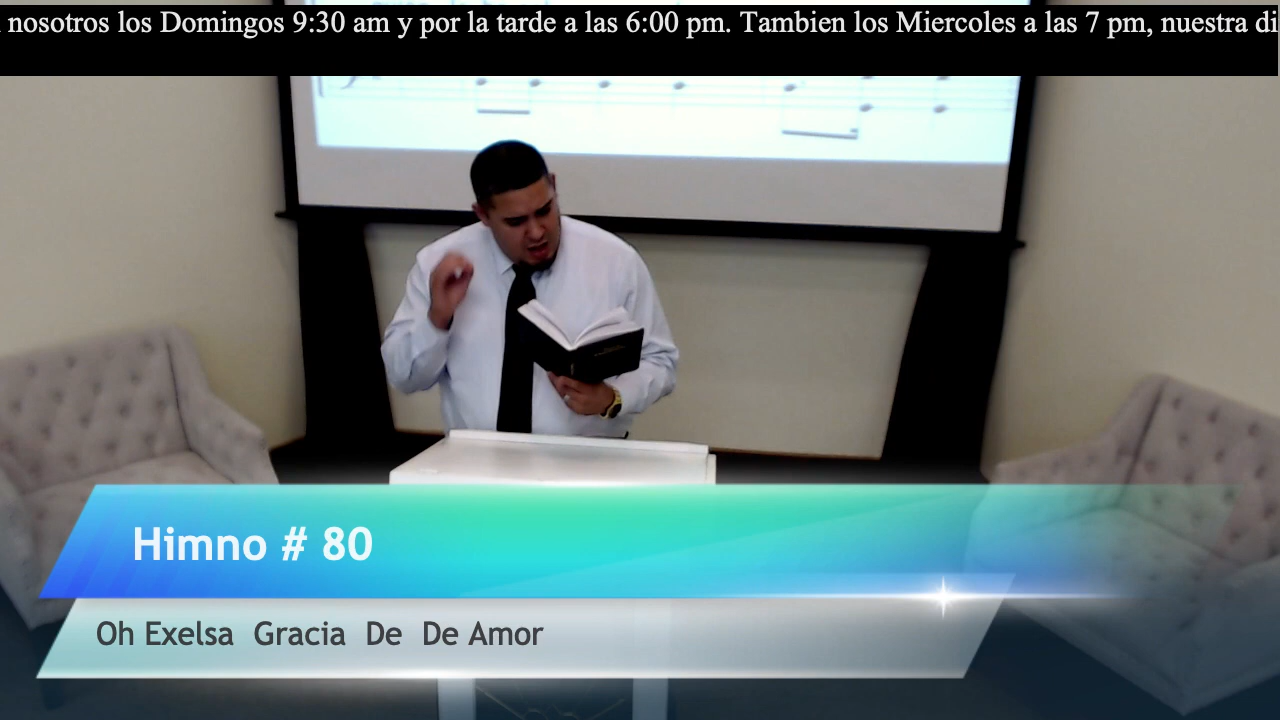 nosotros los Domingos 9:30 am y por la tarde a las 6:00 pm. Tambien los Miercoles a las 7 pm, nuestra di
Himno # 80
Oh Exelsa Gracia De De Amor